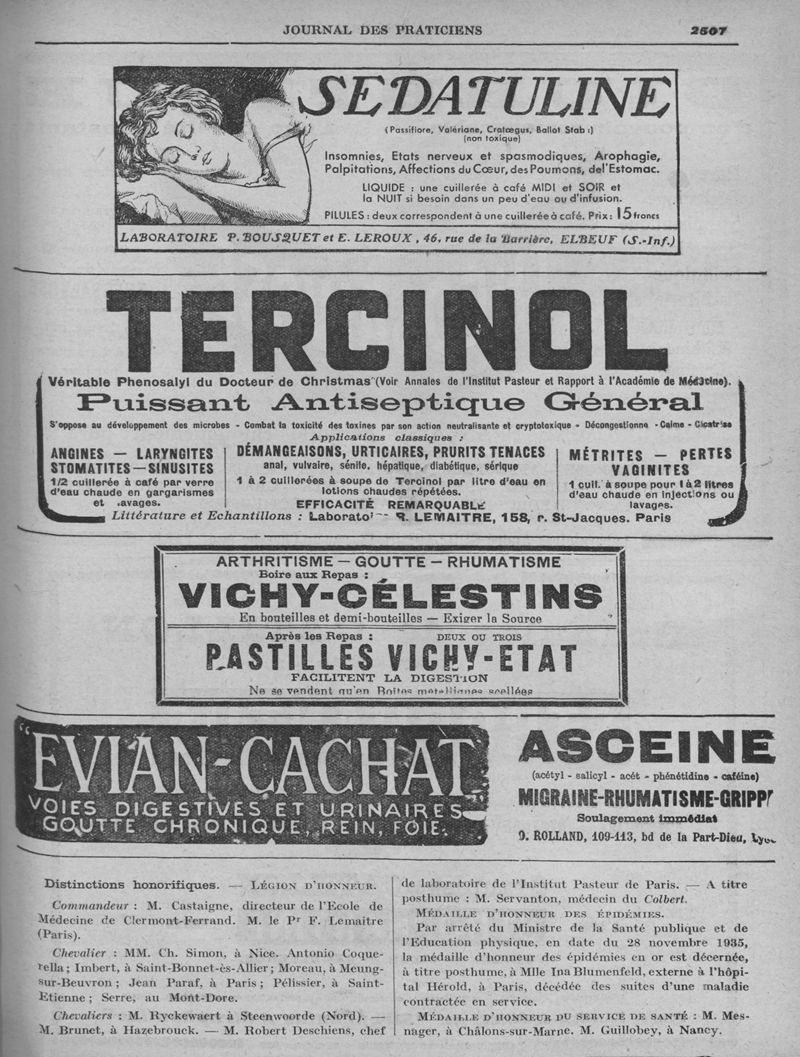 JOURNAL DES PRATICIENS 2507
SÉDATULINE
(Passiflore, Valériane, Cratœgus, Ballot Stab :)
(non toxique)
Insomnies, Etats nerveux et spasmodiques, Arophagie,
Palpitations, Affections du Cœur, des Poumons, de l'Estomac.
LIQUIDE : une cuillerée à café MIDI et SOIR et
la NUIT si besoin dans un peu d'eau ou d'infusion.
PILULES : deux correspondent à une cuillerée à café. Prix : 15 francs
LABORATOIRE P. BOUSQUET et E. LEROUX, 46, rue de la Barrière, ELBEUF (S.-Inf.)
TERCINOL
Véritable Phenosalyl du Docteur de Christmas (Voir Annales de l'Institut Pasteur et Rapport à l'Académie de Médecine).
Puissant Antiseptique Général
S'oppose au développement des microbes - Combat la toxicité des toxines par son action neutralisante et cryptotoxique - Décongestionne - Calme - Cicatrise
Applications classiques :
ANGINES — LARYNGITES
STOMATITES — SINUSITES
1/2 cuillerée à café par verre
d'eau chaude en gargarismes
et lavages.
DÉMANGEAISONS, URTICAIRES, PRURITS TENACES
anal, vulvaire, sénile, hépatique, diabétique, sérique
1 à 2 cuillerées à soupe de Tercinol par litre d'eau en
lotions chaudes répétées.
EFFICACITÉ REMARQUABLE
MÉTRITES — PERTES
VAGINITES
1 cuil. à soupe pour 1 à 2 litres
d'eau chaude en injections ou
lavages.
Littérature et Echantillons : Laboratoire R. LEMAITRE, 158, r. St-Jacques. Paris
ARTHRITISME — GOUTTE — RHUMATISME
Boire aux Repas :
VICHY-CÉLESTINS
En bouteilles et demi-bouteilles — Exiger la Source
Après les Repas : DEUX OU TROIS
PASTILLES VICHY-ETAT
FACILITENT LA DIGESTION
Ne se vendent qu'en Boites métalliques scellées
"EVIAN-CACHAT"
VOIES DIGESTIVES ET URINAIRES
GOUTTE CHRONIQUE, REIN, FOIE.
ASCEINE
(acétyl - salicyl - acét - phénétidine - caféine)
MIGRAINE-RHUMATISME-GRIPPE
Soulagement immédiat
O. ROLLAND, 109-113, bd de la Part-Dieu, Lyon
Distinctions honorifiques. — LÉGION D'HONNEUR.
Commandeur : M. Castaigne, directeur de l'Ecole de
Médecine de Clermont-Ferrand. M. le Pr F. Lemaitre
(Paris).
Chevalier : MM. Ch. Simon, à Nice. Antonio Coque-
rella ; Imbert, à Saint-Bonnet-ès-Allier ; Moreau, à Meung-
sur-Beuvron ; Jean Paraf, à Paris ; Pélissier, à Saint-
Etienne ; Serre, au Mont-Dore.
Chevaliers : M. Ryckewaert à Steenwoorde (Nord). —
M. Brunet, à Hazebrouck. — M. Robert Deschiens, chef
de laboratoire de l'Institut Pasteur de Paris. — A titre
posthume : M. Servanton, médecin du Colbert.
MÉDAILLE D'HONNEUR DES ÉPIDÉMIES.
Par arrêté du Ministre de la Santé publique et de
l'Education physique, en date du 28 novembre 1935,
la médaille d'honneur des épidémies en or est décernée,
à titre posthume, à Mlle Ina Blumenfeld, externe à l'hôpi-
tal Hérold, à Paris, décédée des suites d'une maladie
contractée en service.
MÉDAILLE D'HONNEUR DU SERVICE DE SANTÉ : M. Mes-
nager, à Châlons-sur-Marne. M. Guillobey, à Nancy.